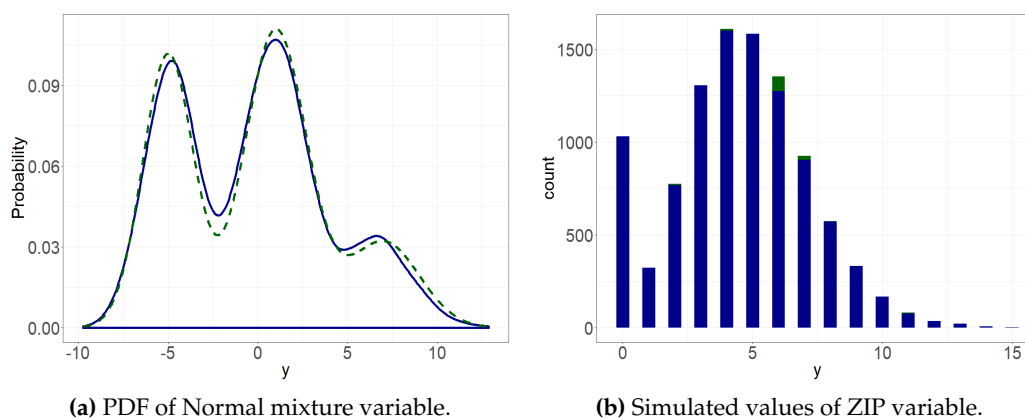 0.09
0.06
0.03
0.00
Probability
-10
-5
0
5
10
y
1500
1000
500
0
count
0
5
10
15
y
(a) PDF of Normal mixture variable.
(b) Simulated values of ZIP variable.